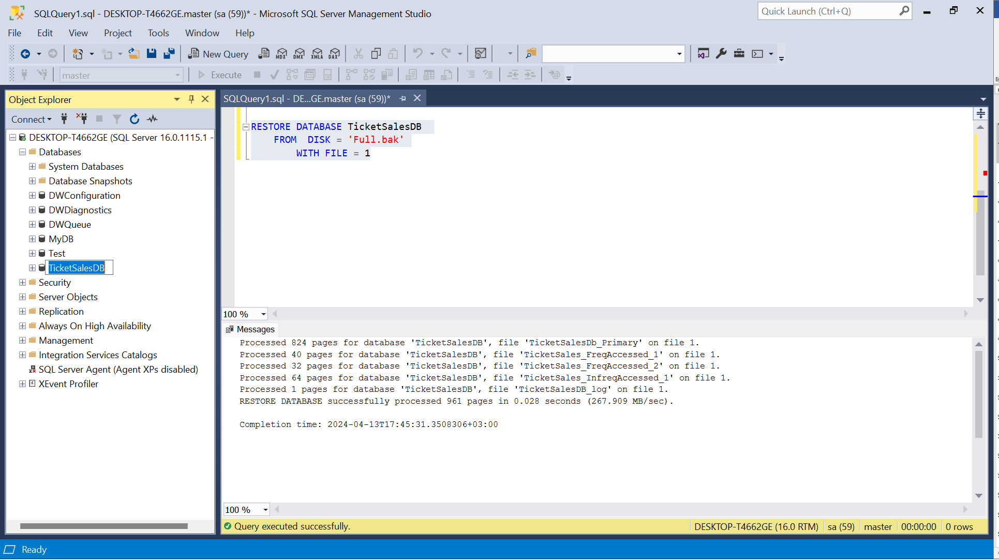 SQLQuery1.sql - DESKTOP-T4662GE.master (sa (59))* - Microsoft SQL Server Management Studio
Quick Launch (Ctrl+Q)
File Edit View Project Tools Window Help
New Query MDX DMX XMLA DAX
master Execute
Object Explorer
Connect
DESKTOP-T4662GE (SQL Server 16.0.1115.1 -
Databases
System Databases
Database Snapshots
DWConfiguration
DWDiagnostics
DWQueue
MyDB
Test
TicketSalesDB
Security
Server Objects
Replication
Always On High Availability
Management
Integration Services Catalogs
SQL Server Agent (Agent XPs disabled)
XEvent Profiler
SQLQuery1.sql - DE...GE.master (sa (59))*
RESTORE DATABASE TicketSalesDB
FROM DISK = 'Full.bak'
WITH FILE = 1
100 %
Messages
Processed 824 pages for database 'TicketSalesDB', file 'TicketSalesDb_Primary' on file 1.
Processed 40 pages for database 'TicketSalesDB', file 'TicketSales_FreqAccessed_1' on file 1.
Processed 32 pages for database 'TicketSalesDB', file 'TicketSales_FreqAccessed_2' on file 1.
Processed 64 pages for database 'TicketSalesDB', file 'TicketSales_InfreqAccessed_1' on file 1.
Processed 1 pages for database 'TicketSalesDB', file 'TicketSalesDB_log' on file 1.
RESTORE DATABASE successfully processed 961 pages in 0.028 seconds (267.909 MB/sec).
Completion time: 2024-04-13T17:45:31.3508306+03:00
100 %
Query executed successfully. DESKTOP-T4662GE (16.0 RTM) sa (59) master 00:00:00 0 rows
Ready